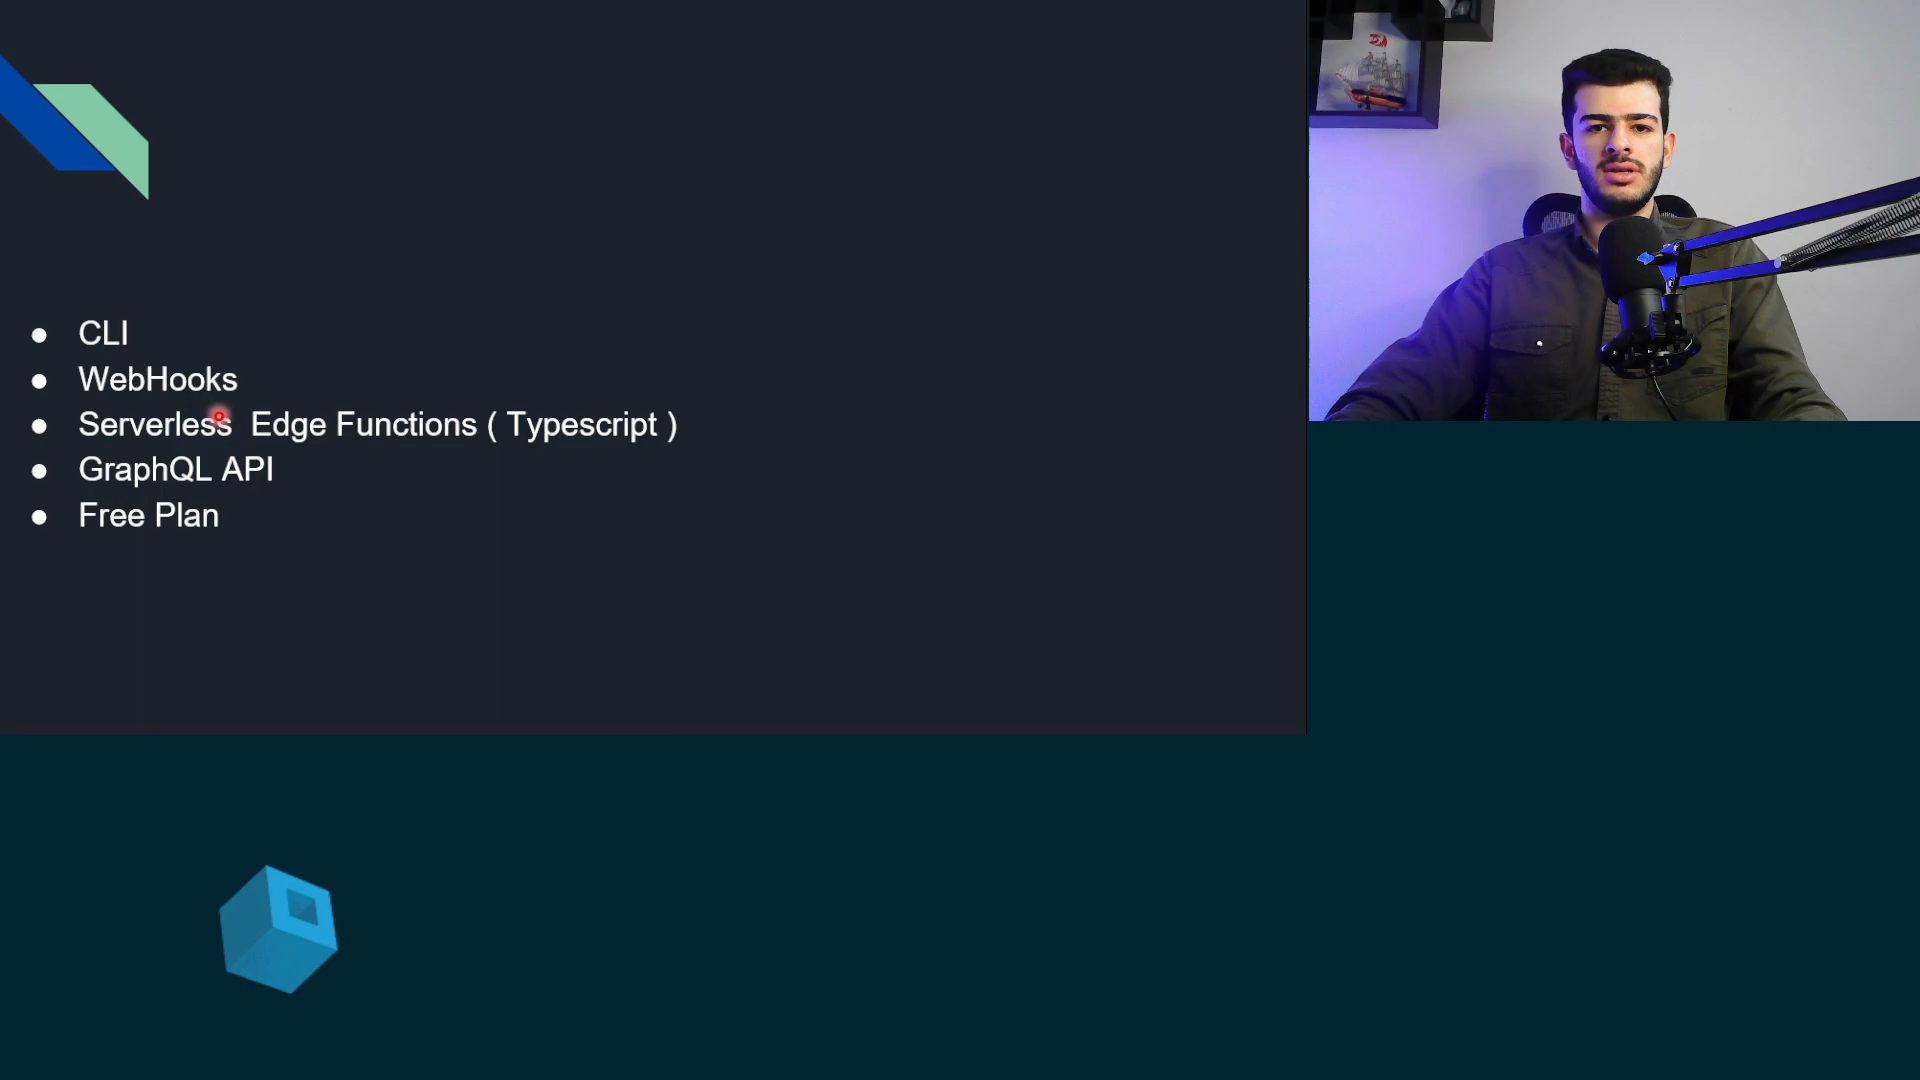 CLI
WebHooks
Serverless Edge Functions ( Typescript )
GraphQL API
Free Plan